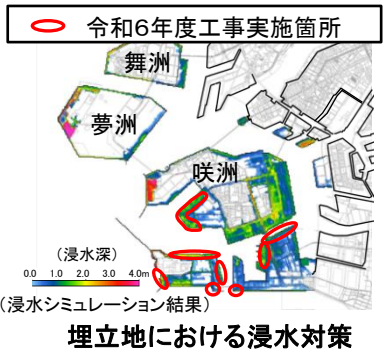 令和6年度工事実施箇所
舞洲
夢洲
咲洲
(浸水深)
0.0 1.0 2.0 3.0 4.0m
(浸水シミュレーション結果)
埋立地における浸水対策